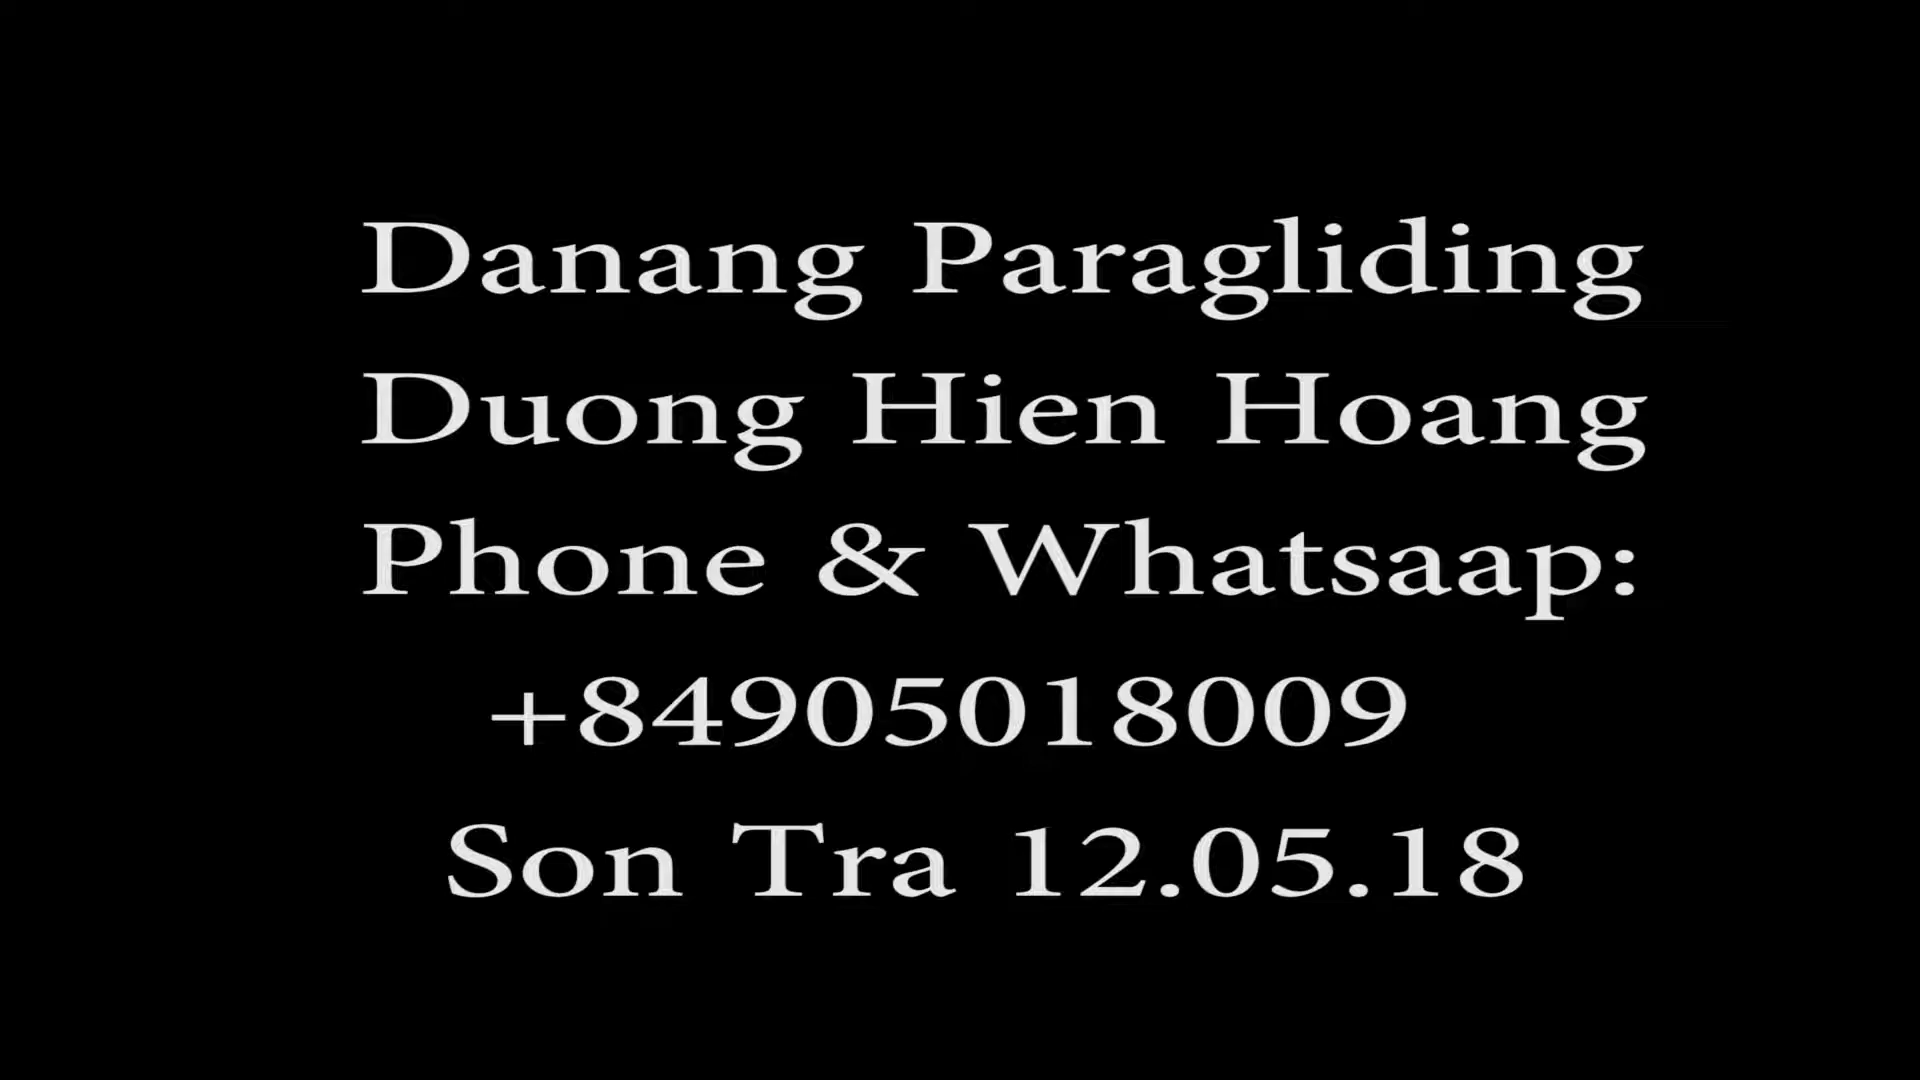 Danang Paragliding
Duong Hien Hoang
Phone & Whatsaap:
+84905018009
Son Tra 12.05.18